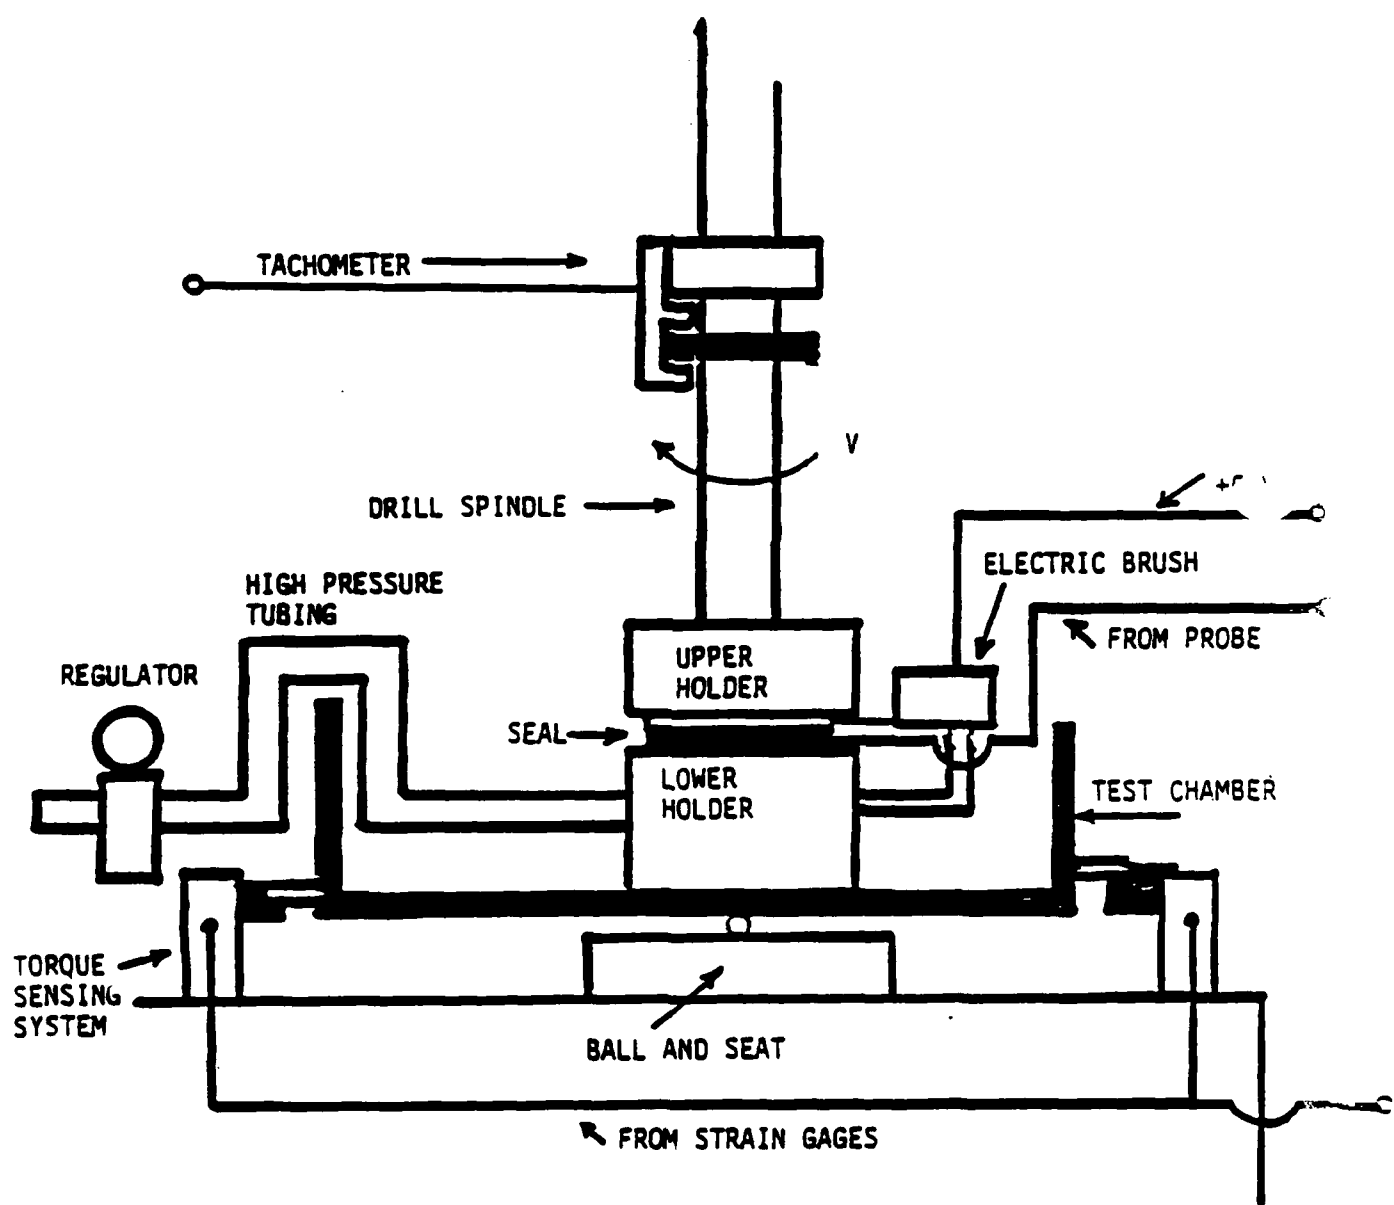 TACHOMETER
V
DRILL SPINDLE
ELECTRIC BRUSH
HIGH PRESSURE
TUBING
FROM PROBE
UPPER
HOLDER
REGULATOR
SEAL
LOWER
HOLDER
TEST CHAMBER
TORQUE
SENSING
SYSTEM
BALL AND SEAT
FROM STRAIN GAGES